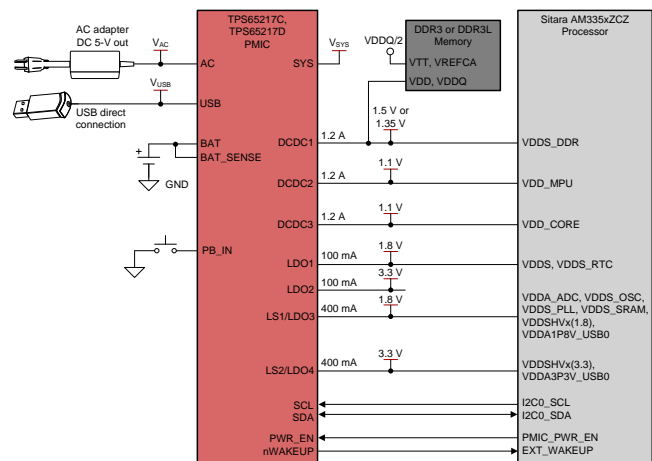 AC adapter
DC 5-V out
VAC
VUSB
USB direct
connection
+
GND
TPS65217C,
TPS65217D
PMIC
AC
SYS
VSYS
USB
BAT
BAT_SENSE
PB_IN
DCDC1
1.2 A
1.5 V or
1.35 V
DCDC2
1.2 A
1.1 V
DCDC3
1.2 A
1.1 V
LDO1
100 mA
1.8 V
LDO2
100 mA
3.3 V
LS1/LDO3
400 mA
1.8 V
LS2/LDO4
400 mA
3.3 V
SCL
SDA
PWR_EN
nWAKEUP
VDDQ/2
DDR3 or DDR3L
Memory
VTT, VREFCA
VDD, VDDQ
Sitara AM335xZCZ
Processor
VDDS_DDR
VDD_MPU
VDD_CORE
VDDS, VDDS_RTC
VDDA_ADC, VDDS_OSC,
VDDS_PLL, VDDS_SRAM,
VDDSHVx(1.8),
VDDA1P8V_USB0
VDDSHVx(3.3),
VDDA3P3V_USB0
I2C0_SCL
I2C0_SDA
PMIC_PWR_EN
EXT_WAKEUP